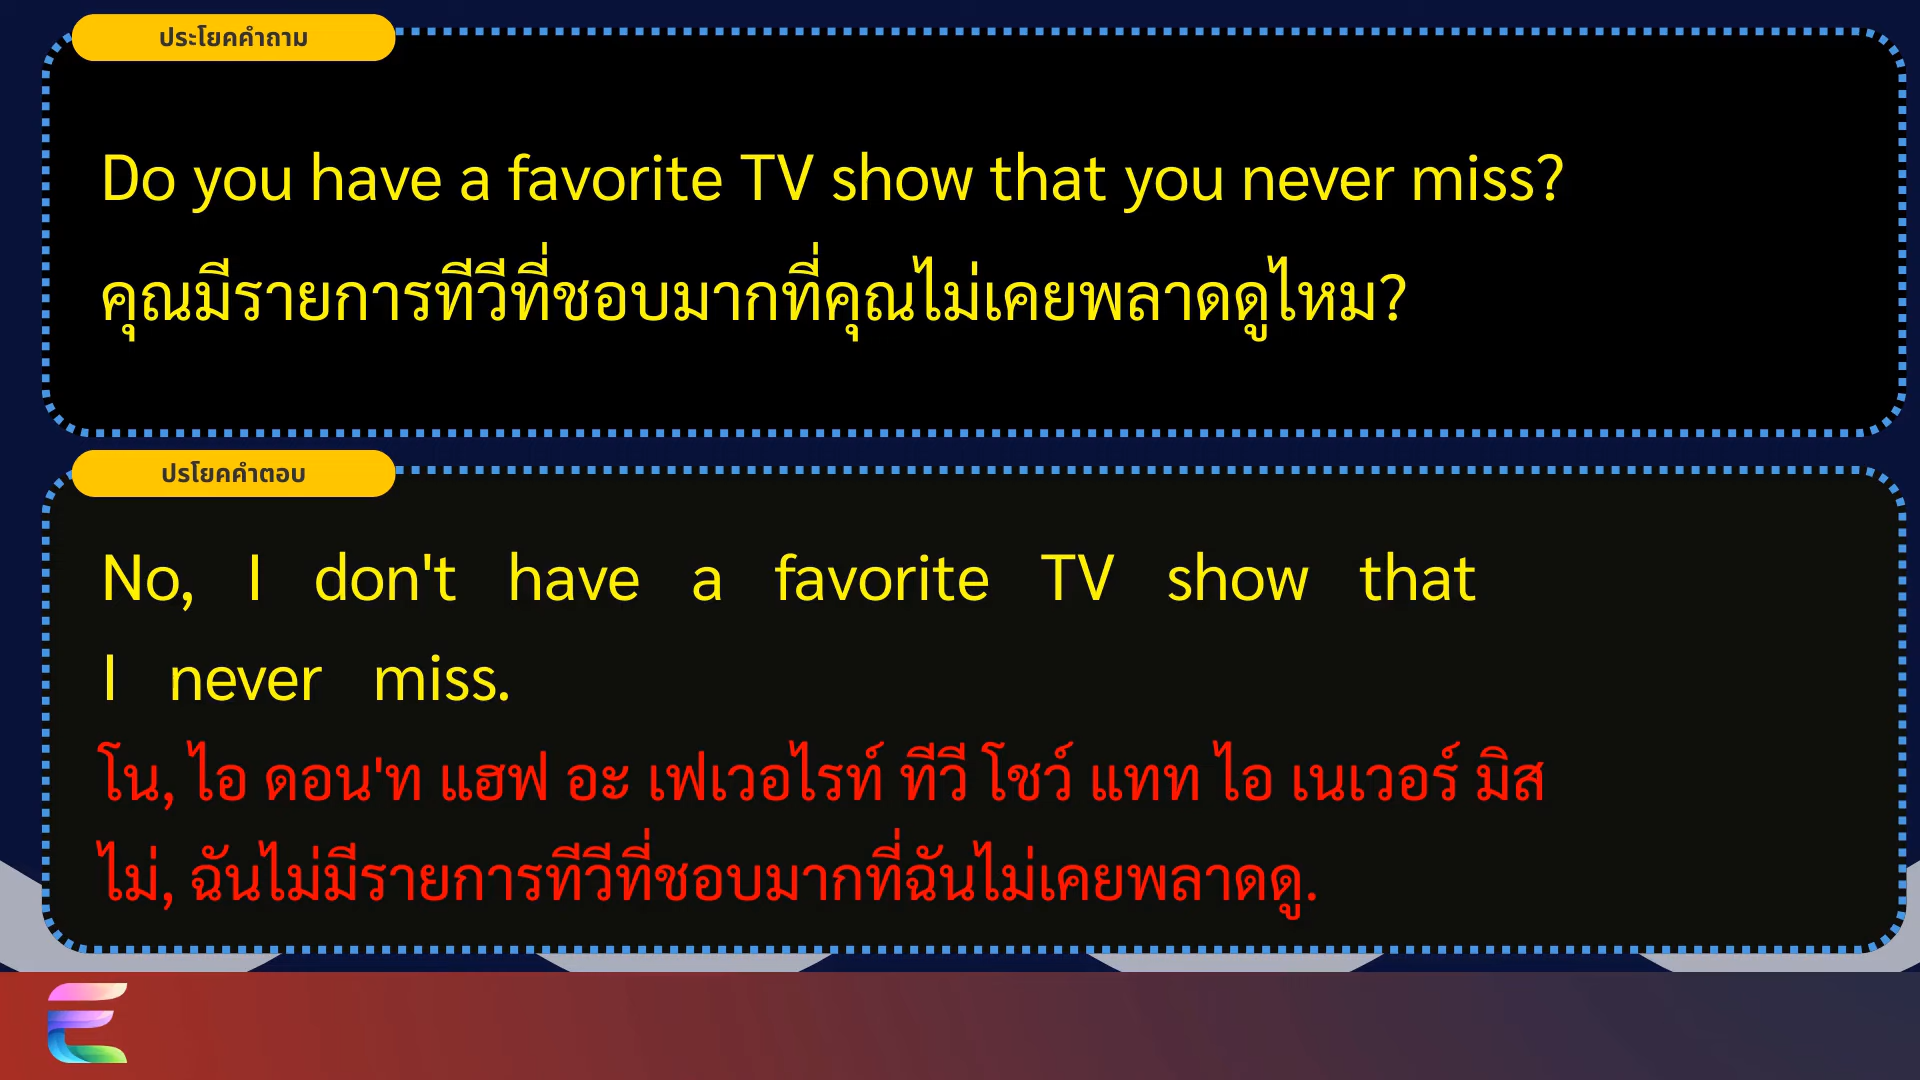 ประโยคคำถาม
Do you have a favorite TV show that you never miss?
คุณมีรายการทีวีที่ชอบมากที่คุณไม่เคยพลาดดูไหม?
ปรโยคคำตอบ
No, I don't have a favorite TV show that
I never miss.
โน, ไอ ดอน'ท แฮฟ อะ เฟเวอไรท์ ทีวี โชว์ แทท ไอ เนเวอร์ มิส
ไม่, ฉันไม่มีรายการทีวีที่ชอบมากที่ฉันไม่เคยพลาดดู.